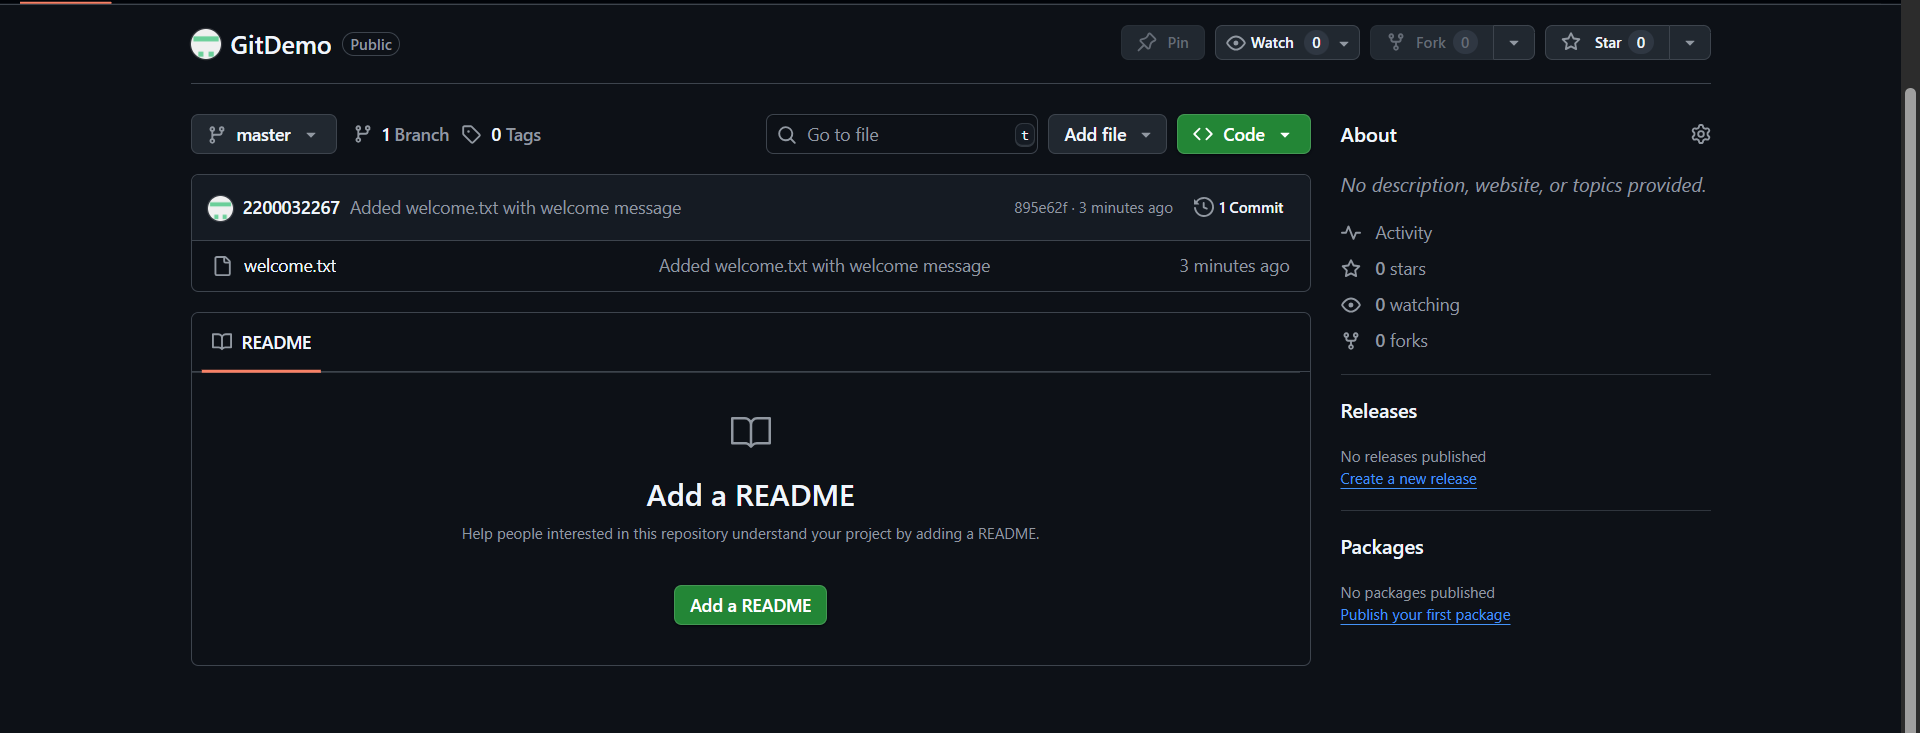 GitDemo Public
Pin
Watch 0
Fork 0
Star 0
master
1 Branch
0 Tags
Go to file t
Add file
Code
2200032267 Added welcome.txt with welcome message
895e62f · 3 minutes ago
1 Commit
welcome.txt
Added welcome.txt with welcome message
3 minutes ago
README
Add a README
Help people interested in this repository understand your project by adding a README.
Add a README
About
No description, website, or topics provided.
Activity
0 stars
0 watching
0 forks
Releases
No releases published
Create a new release
Packages
No packages published
Publish your first package